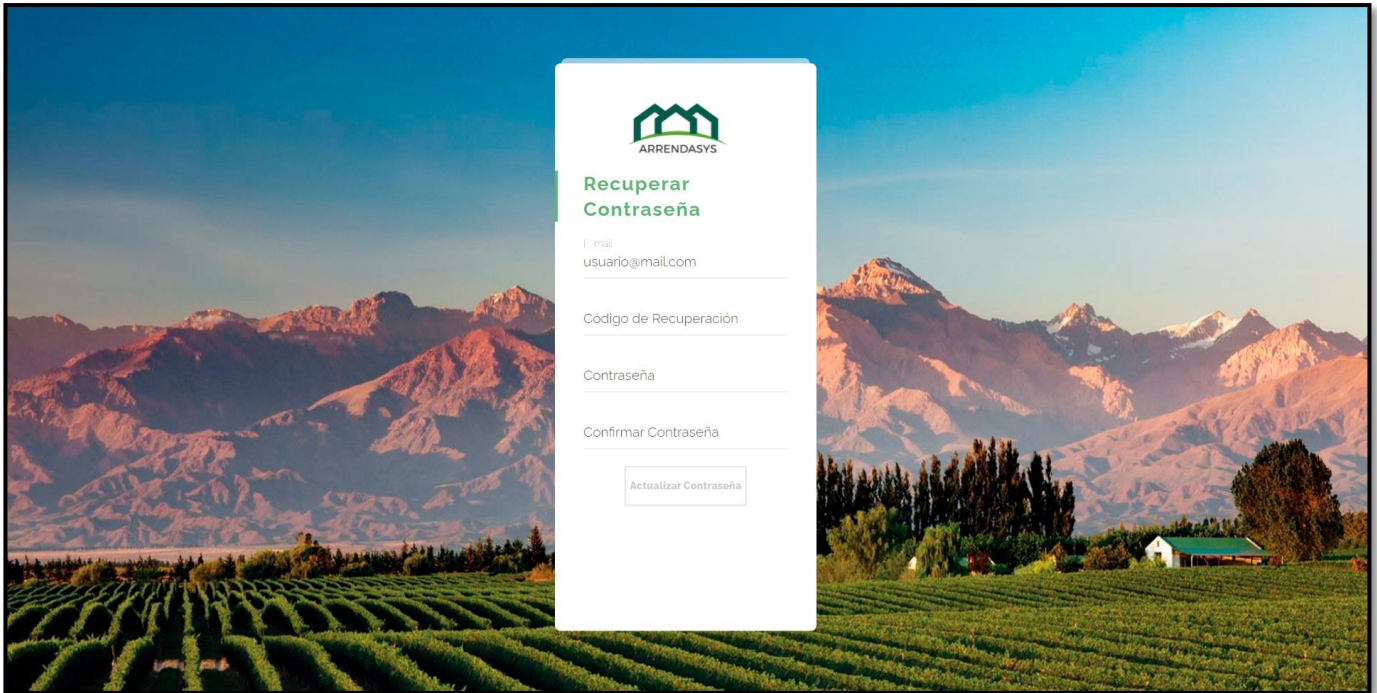 ARRENDASYS
Recuperar
Contraseña
E-mail
usuario@mail.com
Código de Recuperación
Contraseña
Confirmar Contraseña
Actualizar Contraseña